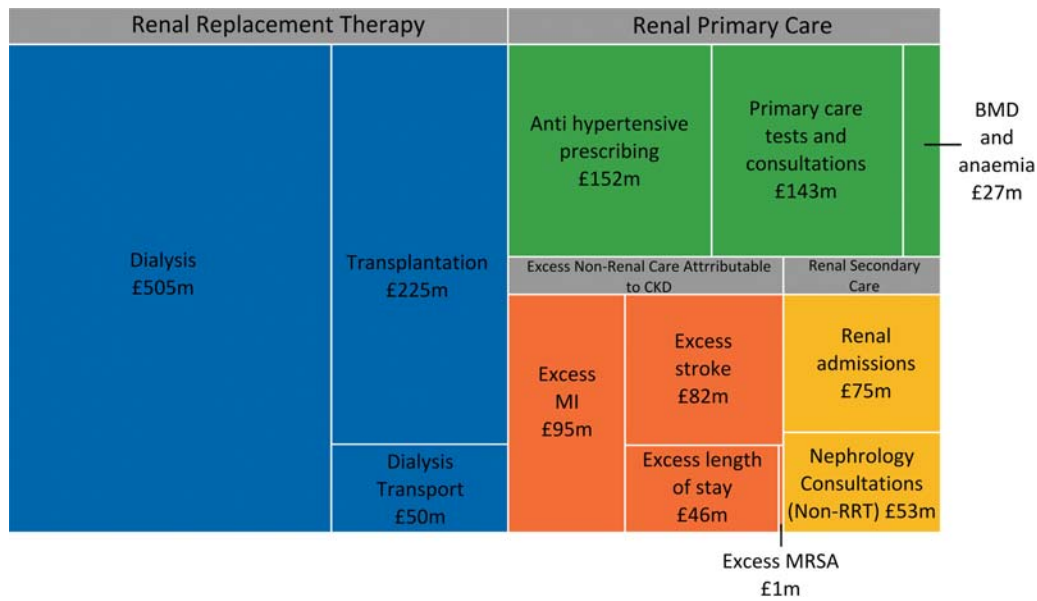 Renal Replacement Therapy
Renal Primary Care
Dialysis
£505m
Transplantation
£225m
Dialysis
Transport
£50m
Anti hypertensive
prescribing
£152m
Primary care
tests and
consultations
£143m
BMD
and
anaemia
£27m
Excess Non-Renal Care Attrributable
to CKD
Renal Secondary
Care
Excess
MI
£95m
Excess
stroke
£82m
Excess length
of stay
£46m
Excess MRSA
£1m
Renal
admissions
£75m
Nephrology
Consultations
(Non-RRT) £53m